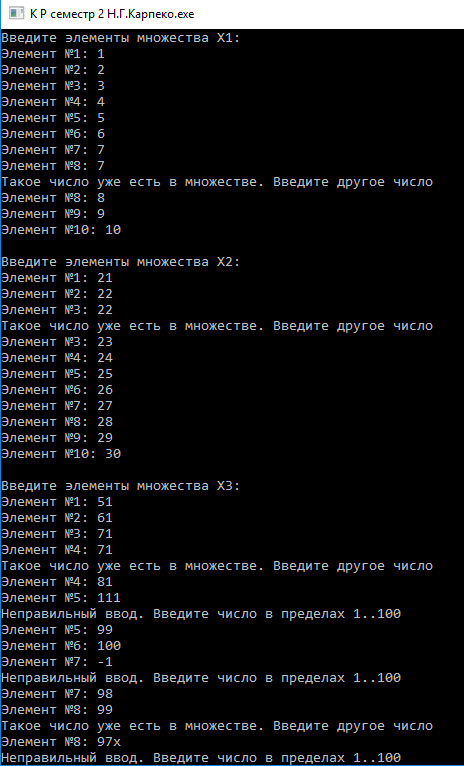 К Р семестр 2 Н.Г.Карпеко.exe
Введите элементы множества X1:
Элемент №1: 1
Элемент №2: 2
Элемент №3: 3
Элемент №4: 4
Элемент №5: 5
Элемент №6: 6
Элемент №7: 7
Элемент №8: 7
Такое число уже есть в множестве. Введите другое число
Элемент №8: 8
Элемент №9: 9
Элемент №10: 10
Введите элементы множества X2:
Элемент №1: 21
Элемент №2: 22
Элемент №3: 22
Такое число уже есть в множестве. Введите другое число
Элемент №3: 23
Элемент №4: 24
Элемент №5: 25
Элемент №6: 26
Элемент №7: 27
Элемент №8: 28
Элемент №9: 29
Элемент №10: 30
Введите элементы множества X3:
Элемент №1: 51
Элемент №2: 61
Элемент №3: 71
Элемент №4: 71
Такое число уже есть в множестве. Введите другое число
Элемент №4: 81
Элемент №5: 111
Неправильный ввод. Введите число в пределах 1..100
Элемент №5: 99
Элемент №6: 100
Элемент №7: -1
Неправильный ввод. Введите число в пределах 1..100
Элемент №7: 98
Элемент №8: 99
Такое число уже есть в множестве. Введите другое число
Элемент №8: 97x
Неправильный ввод. Введите число в пределах 1..100